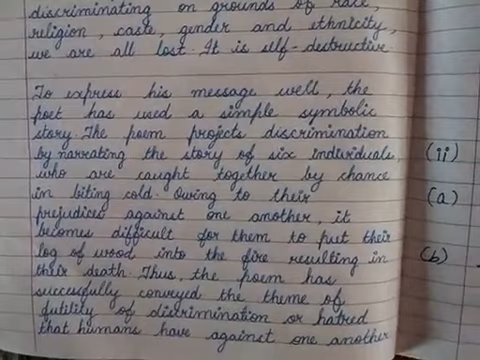 discriminating on grounds of race,
religion, caste, gender and ethnicity,
we are all lost. It is self-destructive.
To express his message well, the
poet has used a simple symbolic
story. The poem projects discrimination
by narrating the story of six individuals,
who are caught together by chance
in biting cold. Owing to their
prejudices against one another, it
becomes difficult for them to put their
log of wood into the fire resulting in
their death. Thus, the poem has
successfully conveyed the theme of
futility of discrimination or hatred
that humans have against one another
(ii)
(a)
(b)